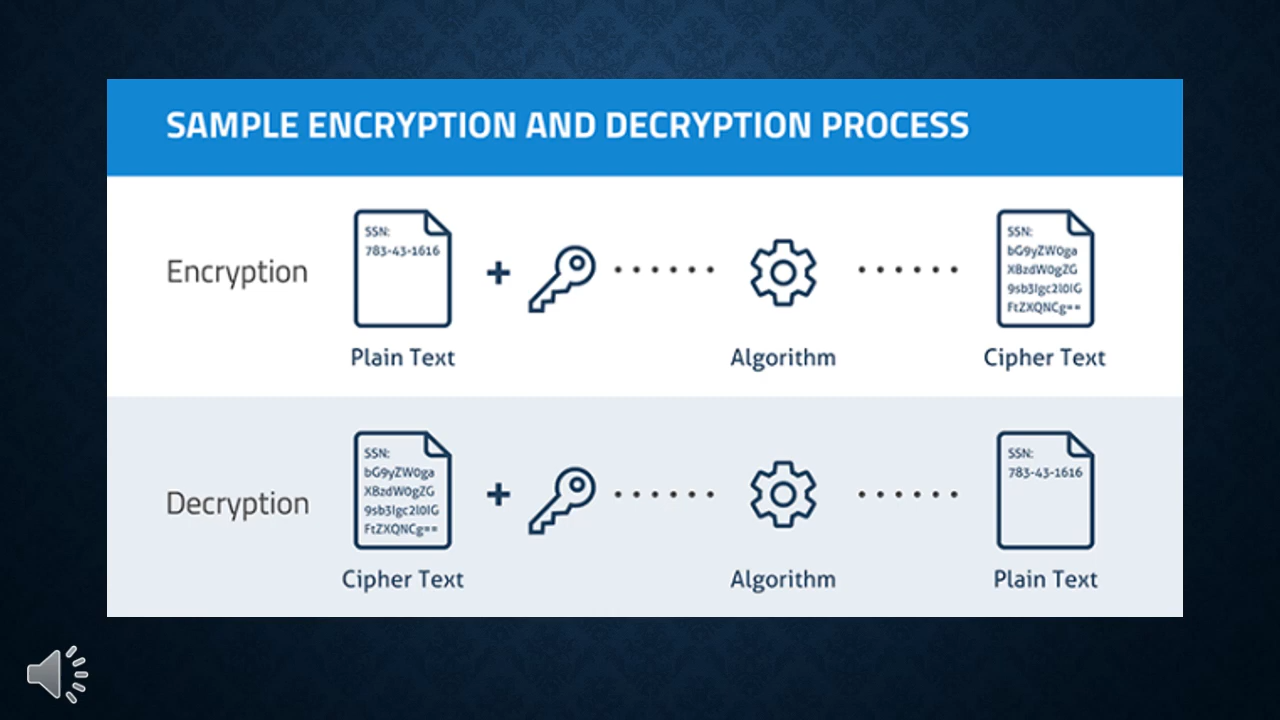 SAMPLE ENCRYPTION AND DECRYPTION PROCESS
Encryption
SSN:
783-43-1616
+
Plain Text
Algorithm
SSN:
bG9yZW0ga
XBzdW0gZG
9sb3Igc2l0IG
FtZXQNCg==
Cipher Text
Decryption
SSN:
bG9yZW0ga
XBzdW0gZG
9sb3Igc2l0IG
FtZXQNCg==
+
Cipher Text
Algorithm
SSN:
783-43-1616
Plain Text